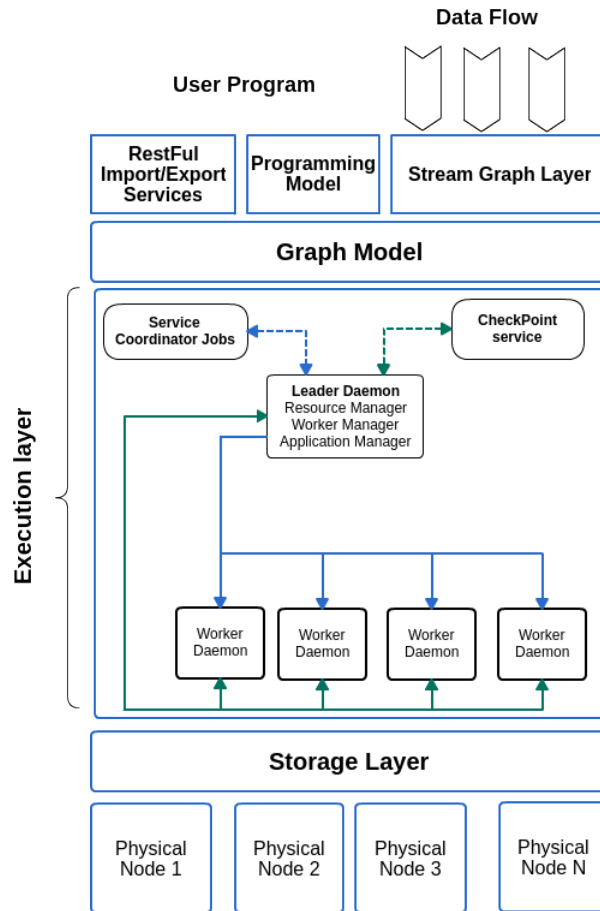 Data Flow
User Program
RestFul
Import/Export
Services
Programming
Model
Stream Graph Layer
Graph Model
Execution layer
Service
Coordinator Jobs
CheckPoint
service
Leader Daemon
Resource Manager
Worker Manager
Application Manager
Worker
Daemon
Worker
Daemon
Worker
Daemon
Worker
Daemon
Storage Layer
Physical
Node 1
Physical
Node 2
Physical
Node 3
Physical
Node N